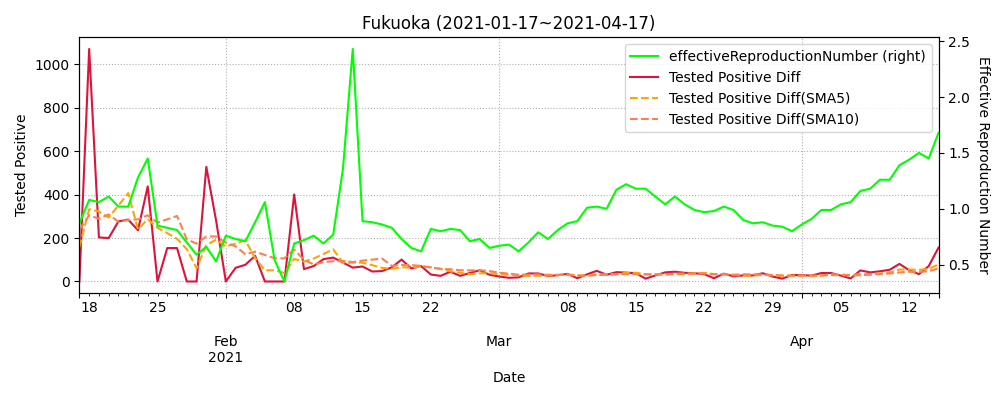 Fukuoka (2021-01-17~2021-04-17)
effectiveReproductionNumber (right)
Tested Positive Diff
Tested Positive Diff(SMA5)
Tested Positive Diff(SMA10)
Tested Positive
1000
800
600
400
200
0
2.5
2.0
1.5
1.0
0.5
Effective Reproduction Number
18 25 08 15 22 08 15 22 29 05 12
Feb Mar Apr
2021
Date